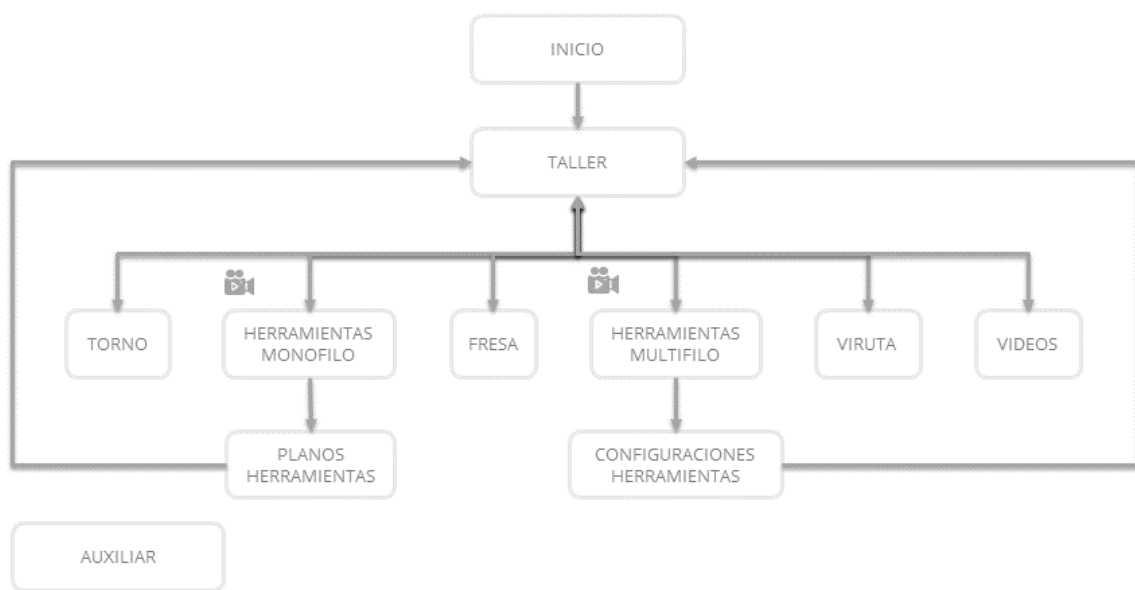 INICIO
TALLER
TORNO
HERRAMIENTAS
MONOFILO
FRESA
HERRAMIENTAS
MULTIFILO
VIRUTA
VIDEOS
PLANOS
HERRAMIENTAS
CONFIGURACIONES
HERRAMIENTAS
AUXILIAR